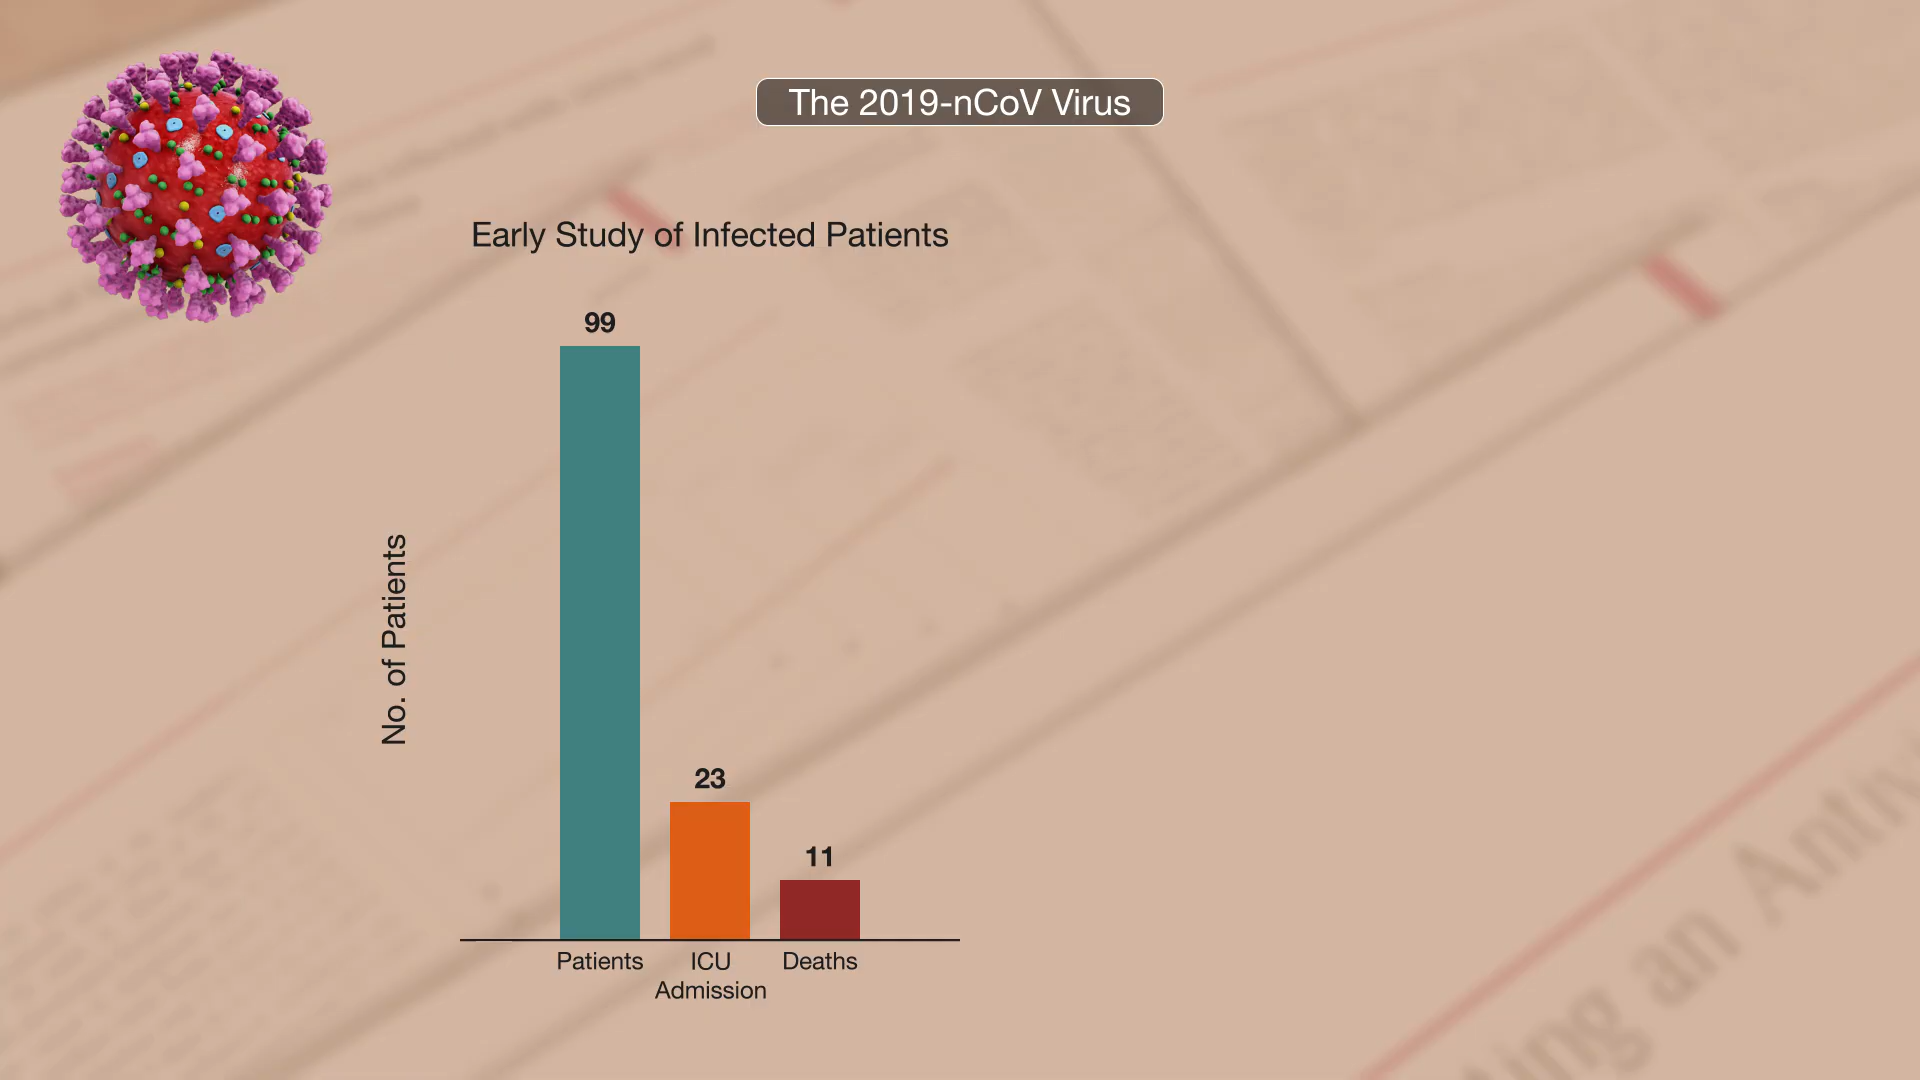 The 2019-nCoV Virus
Early Study of Infected Patients
99
23
11
No. of Patients
Patients
ICU
Admission
Deaths
an